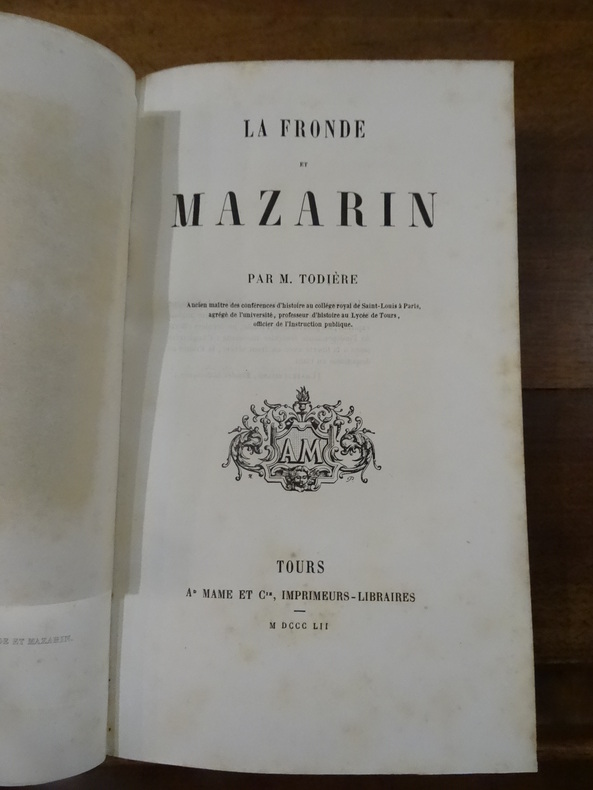 LA FRONDE
ET
MAZARIN
PAR M. TODIÈRE
Ancien maître des conférences d'histoire au collége royal de Saint-Louis à Paris,
agrégé de l'université, professeur d'histoire au Lycée de Tours,
officier de l'Instruction publique.
AM
TOURS
Aᴅ MAME ET Cⁱᵉ, IMPRIMEURS-LIBRAIRES
M DCCC LII
ET MAZARIN.